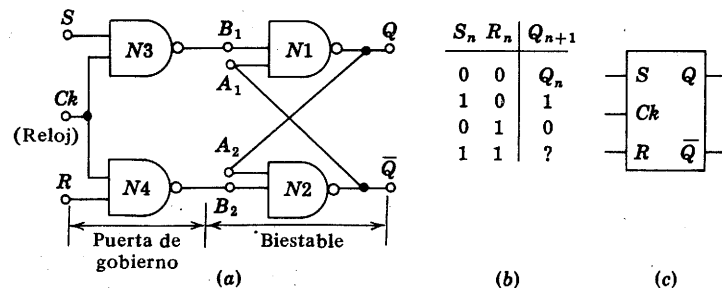 S
N3
B₁
N1
Q
A₁
Ck
(Reloj)
A₂
R
N4
N2
Q̅
B₂
Puerta de
gobierno
Biestable
(a)
Sₙ Rₙ Qₙ₊₁
0 0 Qₙ
1 0 1
0 1 0
1 1 ?
(b)
S Q
Ck
R Q̅
(c)